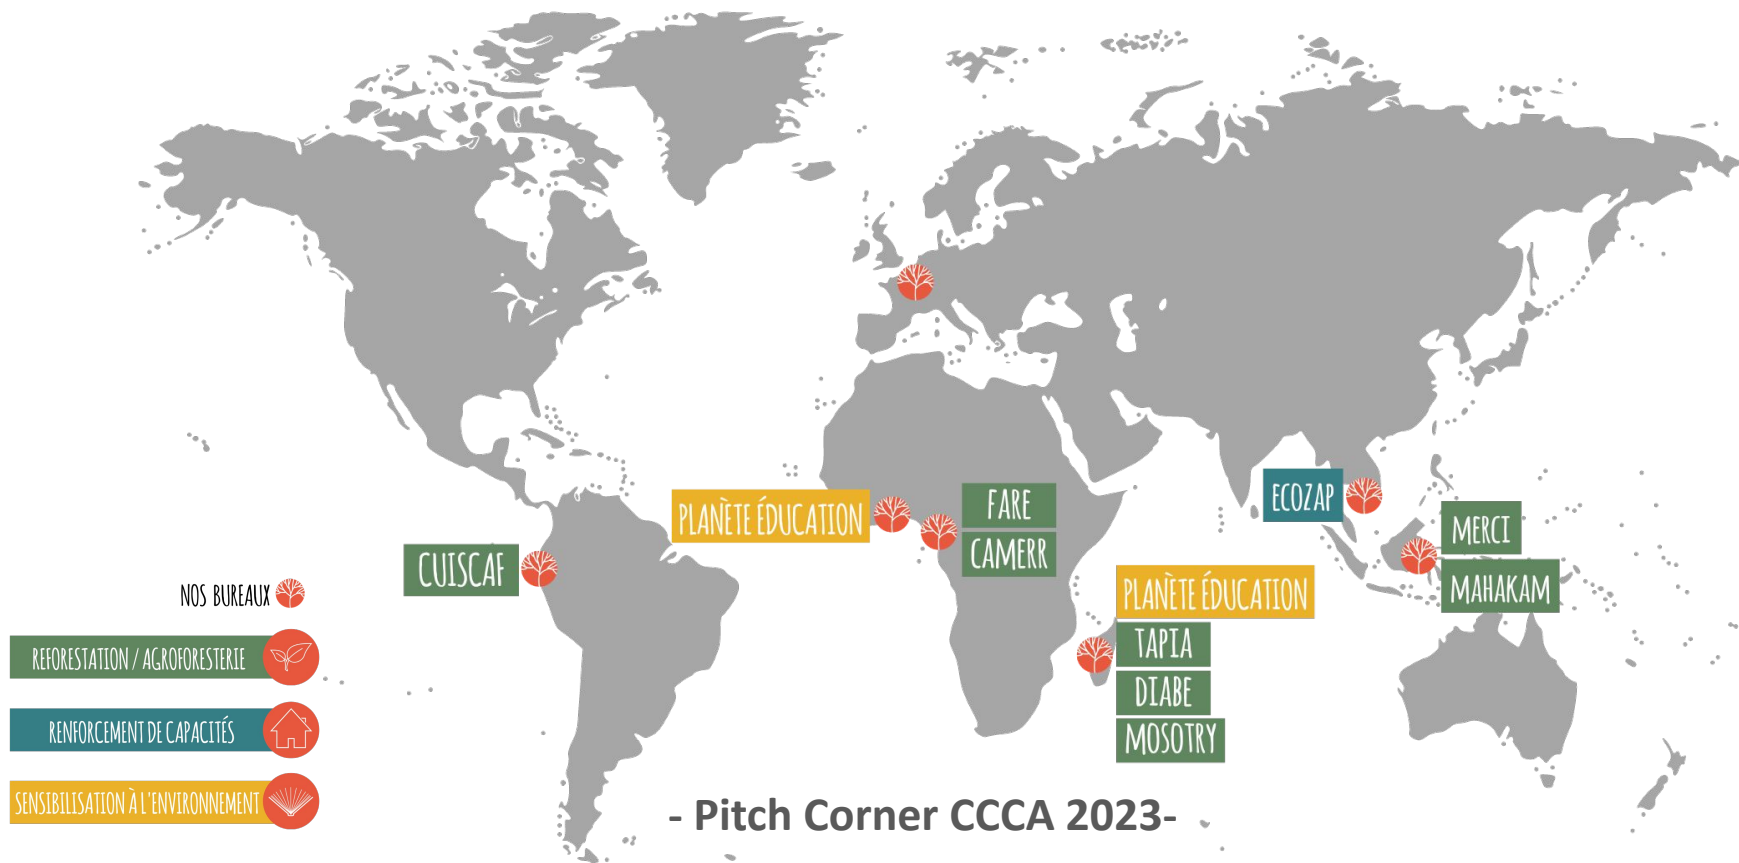 PLANÈTE ÉDUCATION
FARE
CAMERR
ECOZAP
MERCI
MAHAKAM
CUISCAF
PLANÈTE ÉDUCATION
TAPIA
DIABE
MOSOTRY
NOS BUREAUX
REFORESTATION / AGROFORESTERIE
RENFORCEMENT DE CAPACITÉS
SENSIBILISATION À L'ENVIRONNEMENT
- Pitch Corner CCCA 2023-